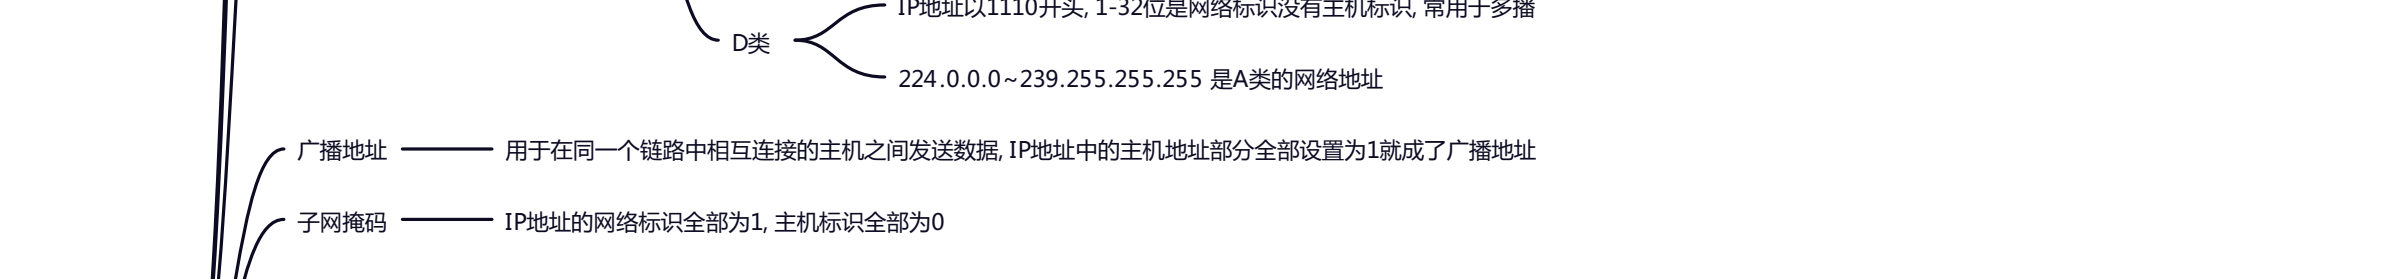 IP地址以1110开头, 1-32位是网络标识没有主机标识, 常用于多播
D类
224.0.0.0~239.255.255.255 是A类的网络地址
广播地址 用于在同一个链路中相互连接的主机之间发送数据, IP地址中的主机地址部分全部设置为1就成了广播地址
子网掩码 IP地址的网络标识全部为1, 主机标识全部为0